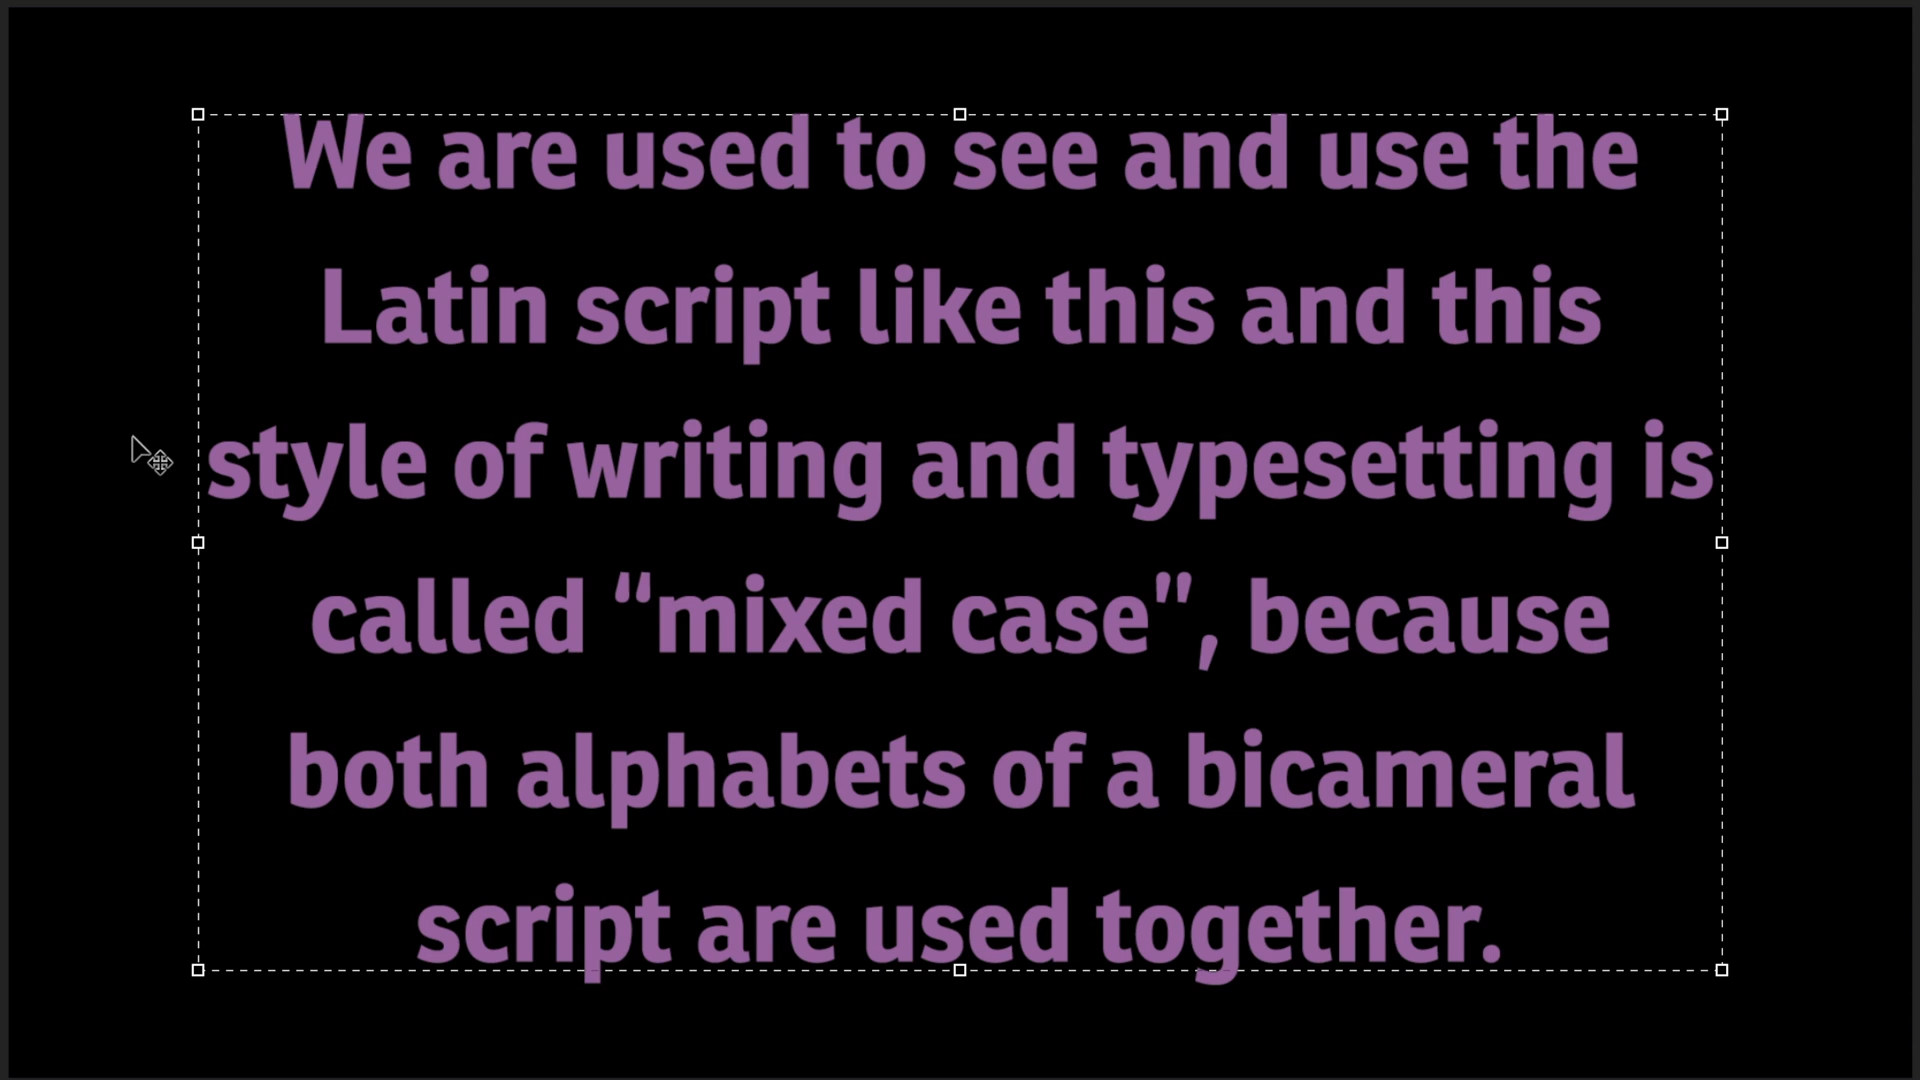 We are used to see and use the
Latin script like this and this
style of writing and typesetting is
called “mixed case”, because
both alphabets of a bicameral
script are used together.